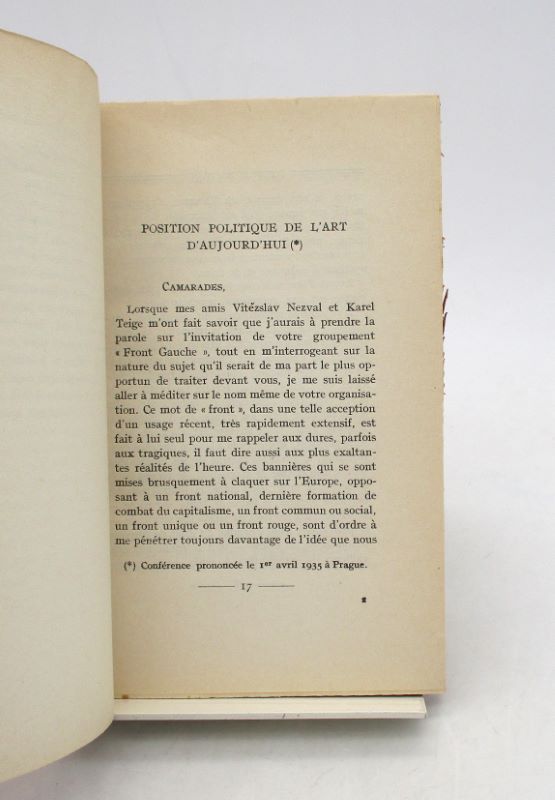 POSITION POLITIQUE DE L'ART
D'AUJOURD'HUI (*)
CAMARADES,
Lorsque mes amis Vitězslav Nezval et Karel
Teige m'ont fait savoir que j'aurais à prendre la
parole sur l'invitation de votre groupement
« Front Gauche », tout en m'interrogeant sur la
nature du sujet qu'il serait de ma part le plus op-
portun de traiter devant vous, je me suis laissé
aller à méditer sur le nom même de votre organisa-
tion. Ce mot de « front », dans une telle acception
d'un usage récent, très rapidement extensif, est
fait à lui seul pour me rappeler aux dures, parfois
aux tragiques, il faut dire aussi aux plus exaltan-
tes réalités de l'heure. Ces bannières qui se sont
mises brusquement à claquer sur l'Europe, oppo-
sant à un front national, dernière formation de
combat du capitalisme, un front commun ou social,
un front unique ou un front rouge, sont d'ordre à
me pénétrer toujours davantage de l'idée que nous
(*) Conférence prononcée le 1er avril 1935 à Prague.
17
2